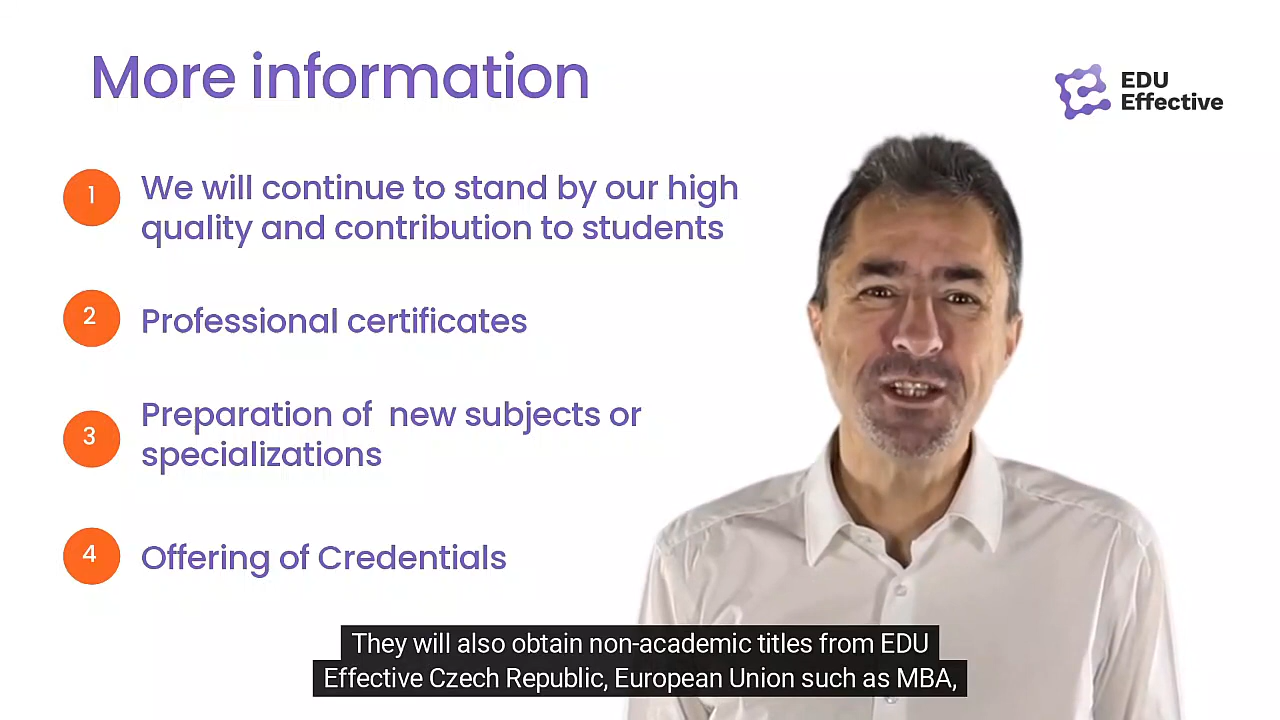 More information
EDU
Effective
1
We will continue to stand by our high
quality and contribution to students
2
Professional certificates
3
Preparation of  new subjects or
specializations
4
Offering of Credentials
They will also obtain non-academic titles from EDU
Effective Czech Republic, European Union such as MBA,